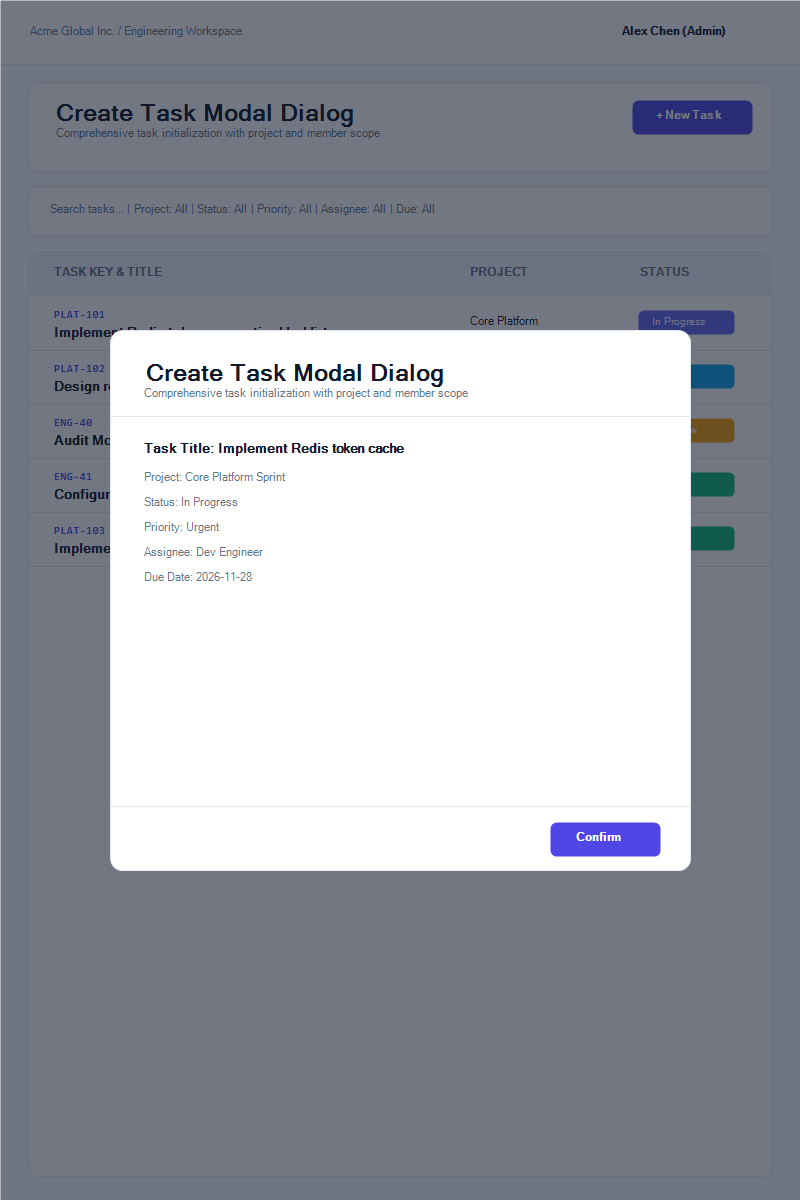 Acme Global Inc. / Engineering Workspace
Alex Chen (Admin)
Create Task Modal Dialog
Comprehensive task initialization with project and member scope
+ New Task
Search tasks... | Project: All | Status: All | Priority: All | Assignee: All | Due: All
TASK KEY & TITLE PROJECT STATUS
PLAT-101
Core Platform
In Progress
PLAT-102
Design
ENG-40
Audit
ENG-41
PLAT-103
Create Task Modal Dialog
Comprehensive task initialization with project and member scope
Task Title: Implement Redis token cache
Project: Core Platform Sprint
Status: In Progress
Priority: Urgent
Assignee: Dev Engineer
Due Date: 2026-11-28
Confirm